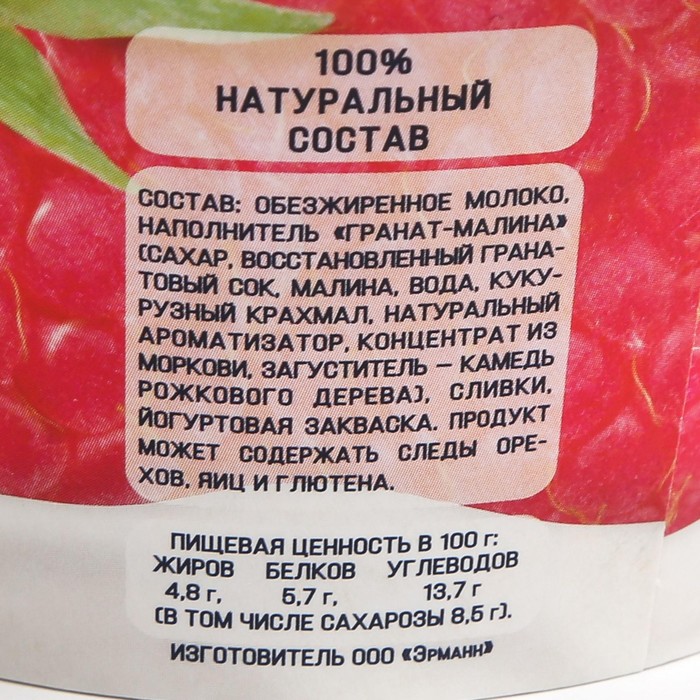 100%
НАТУРАЛЬНЫЙ
СОСТАВ
СОСТАВ: ОБЕЗЖИРЕННОЕ МОЛОКО,
НАПОЛНИТЕЛЬ «ГРАНАТ-МАЛИНА»
(САХАР, ВОССТАНОВЛЕННЫЙ ГРАНА-
ТОВЫЙ СОК, МАЛИНА, ВОДА, КУКУ-
РУЗНЫЙ КРАХМАЛ, НАТУРАЛЬНЫЙ
АРОМАТИЗАТОР, КОНЦЕНТРАТ ИЗ
МОРКОВИ, ЗАГУСТИТЕЛЬ – КАМЕДЬ
РОЖКОВОГО ДЕРЕВА), СЛИВКИ,
ЙОГУРТОВАЯ ЗАКВАСКА. ПРОДУКТ
МОЖЕТ СОДЕРЖАТЬ СЛЕДЫ ОРЕ-
ХОВ, ЯИЦ И ГЛЮТЕНА.
ПИЩЕВАЯ ЦЕННОСТЬ В 100 г:
ЖИРОВ БЕЛКОВ УГЛЕВОДОВ
4,8 г, 5,7 г, 13,7 г
(В ТОМ ЧИСЛЕ САХАРОЗЫ 8,5 г).
ИЗГОТОВИТЕЛЬ ООО «Эрманн»